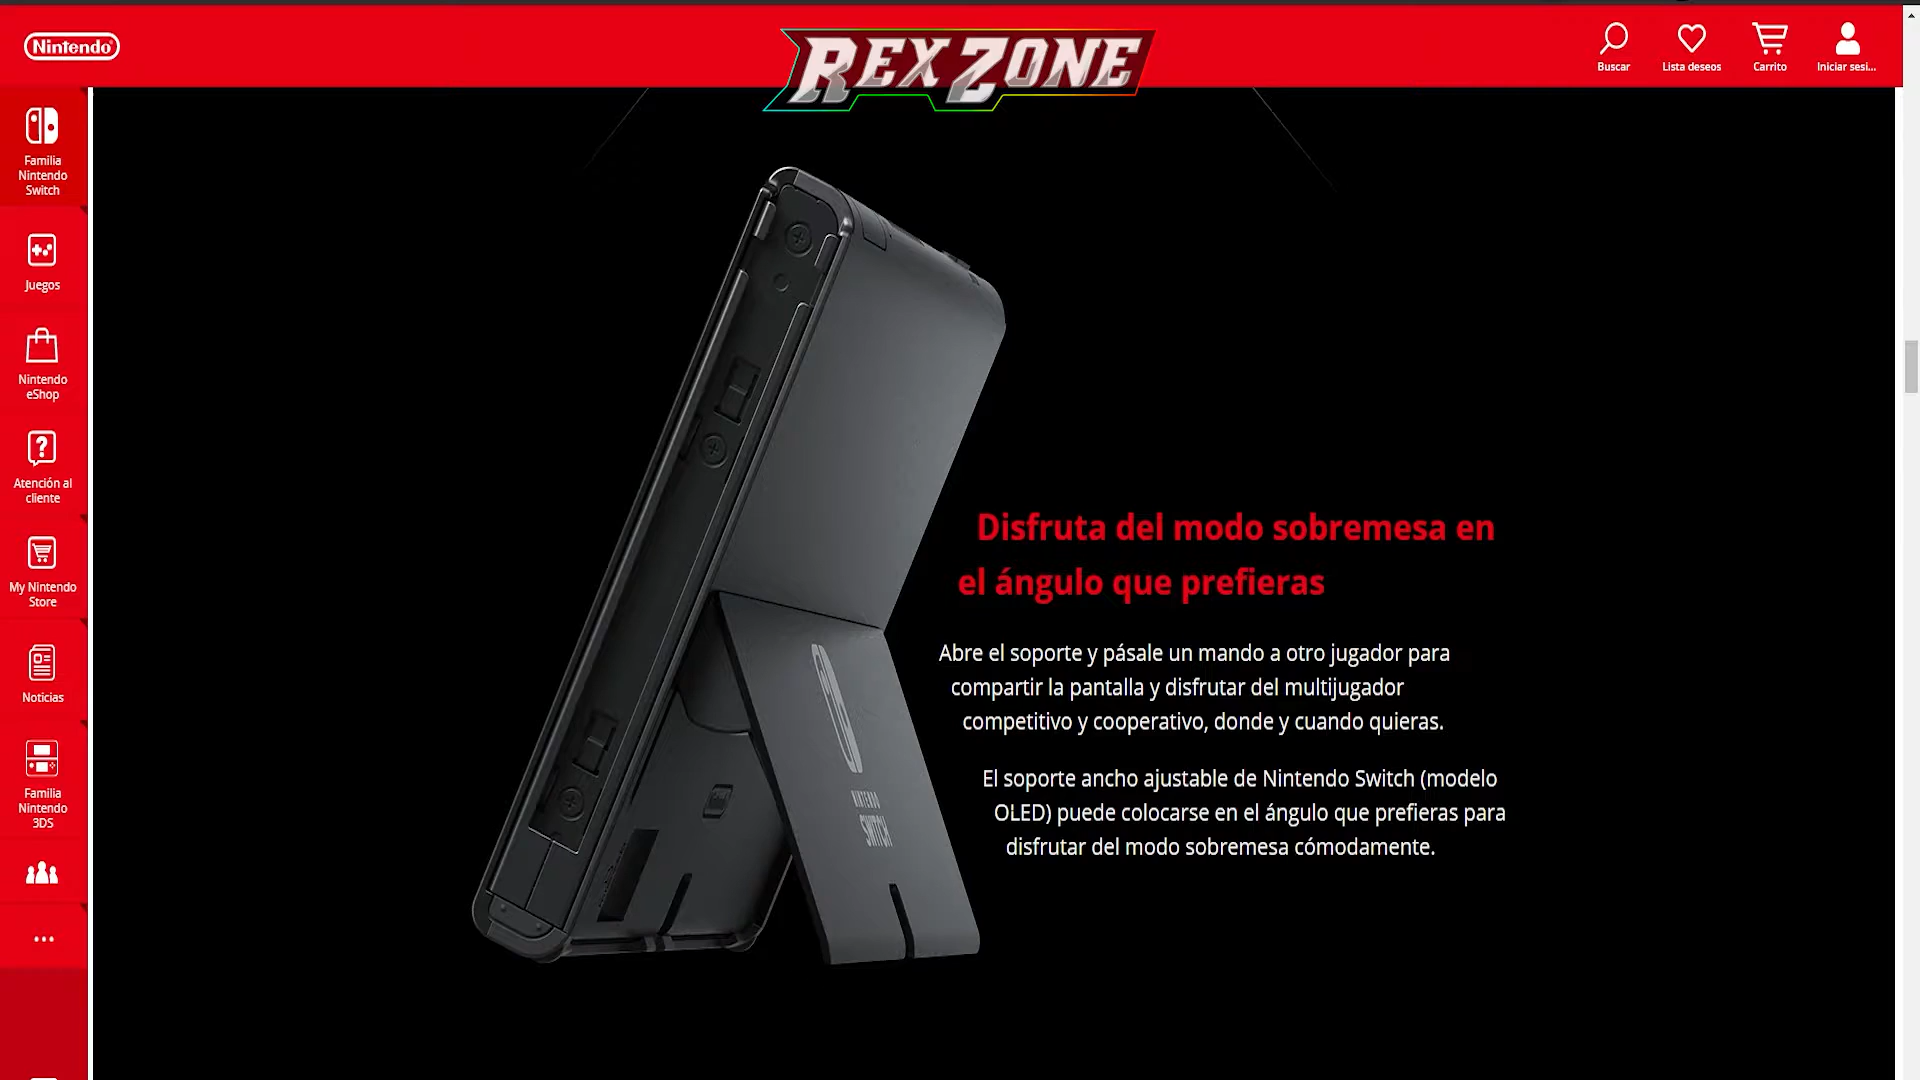 Nintendo
REX ZONE
Buscar
Lista deseos
Carrito
Iniciar sesi...
Familia
Nintendo
Switch
Juegos
Nintendo
eShop
Atención al
cliente
My Nintendo
Store
Noticias
Familia
Nintendo
3DS
...
Disfruta del modo sobremesa en
el ángulo que prefieras
Abre el soporte y pásale un mando a otro jugador para
compartir la pantalla y disfrutar del multijugador
competitivo y cooperativo, donde y cuando quieras.
El soporte ancho ajustable de Nintendo Switch (modelo
OLED) puede colocarse en el ángulo que prefieras para
disfrutar del modo sobremesa cómodamente.
NINTENDO
SWITCH